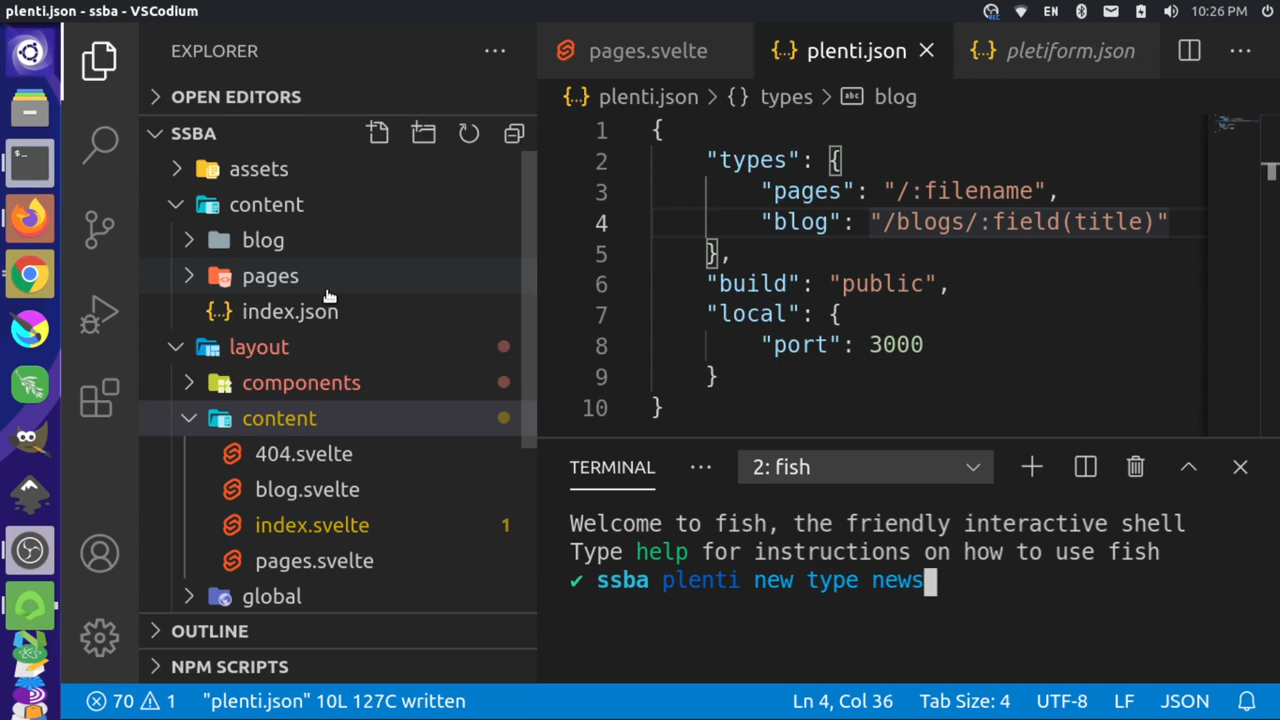 plenti.json - ssba - VSCodium
REC
EN
10:26 PM
EXPLORER
OPEN EDITORS
SSBA
assets
content
blog
pages
index.json
layout
components
content
404.svelte
blog.svelte
index.svelte 1
pages.svelte
global
OUTLINE
NPM SCRIPTS
pages.svelte
plenti.json
pletiform.json
{} plenti.json > {} types > abc blog
1 {
2 "types": {
3 "pages": "/:filename",
4 "blog": "/blogs/:field(title)"
5 },
6 "build": "public",
7 "local": {
8 "port": 3000
9 }
10 }
TERMINAL
2: fish
Welcome to fish, the friendly interactive shell
Type help for instructions on how to use fish
✔ ssba plenti new type news
70 1 "plenti.json" 10L 127C written
Ln 4, Col 36 Tab Size: 4 UTF-8 LF JSON